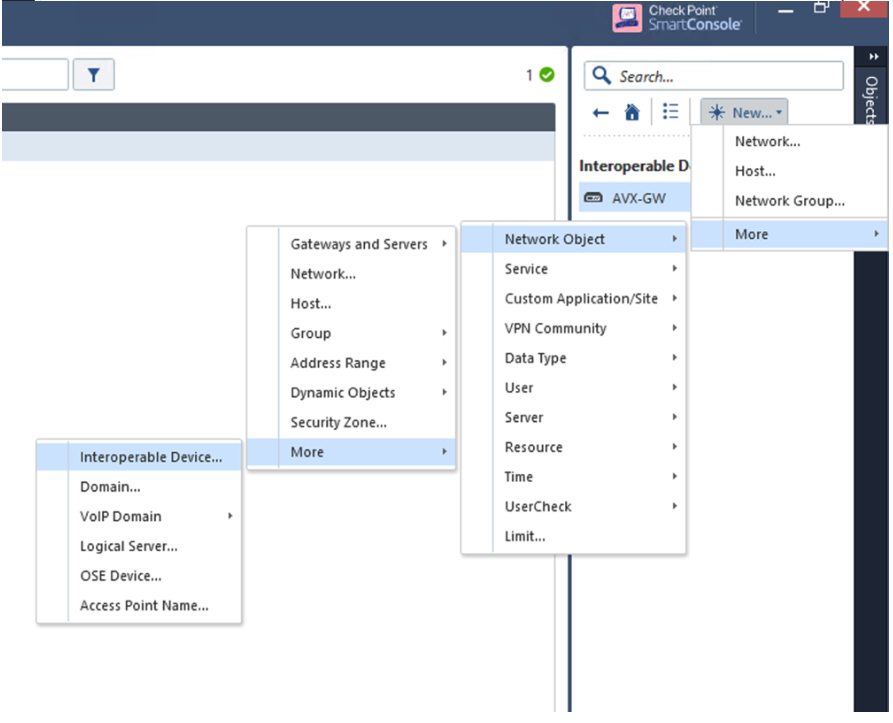 Check Point
SmartConsole
1
Search...
New...
Objects
Interoperable D
AVX-GW
Network...
Host...
Network Group...
More
Network Object
Service
Custom Application/Site
VPN Community
Data Type
User
Server
Resource
Time
UserCheck
Limit...
Gateways and Servers
Network...
Host...
Group
Address Range
Dynamic Objects
Security Zone...
More
Interoperable Device...
Domain...
VoIP Domain
Logical Server...
OSE Device...
Access Point Name...